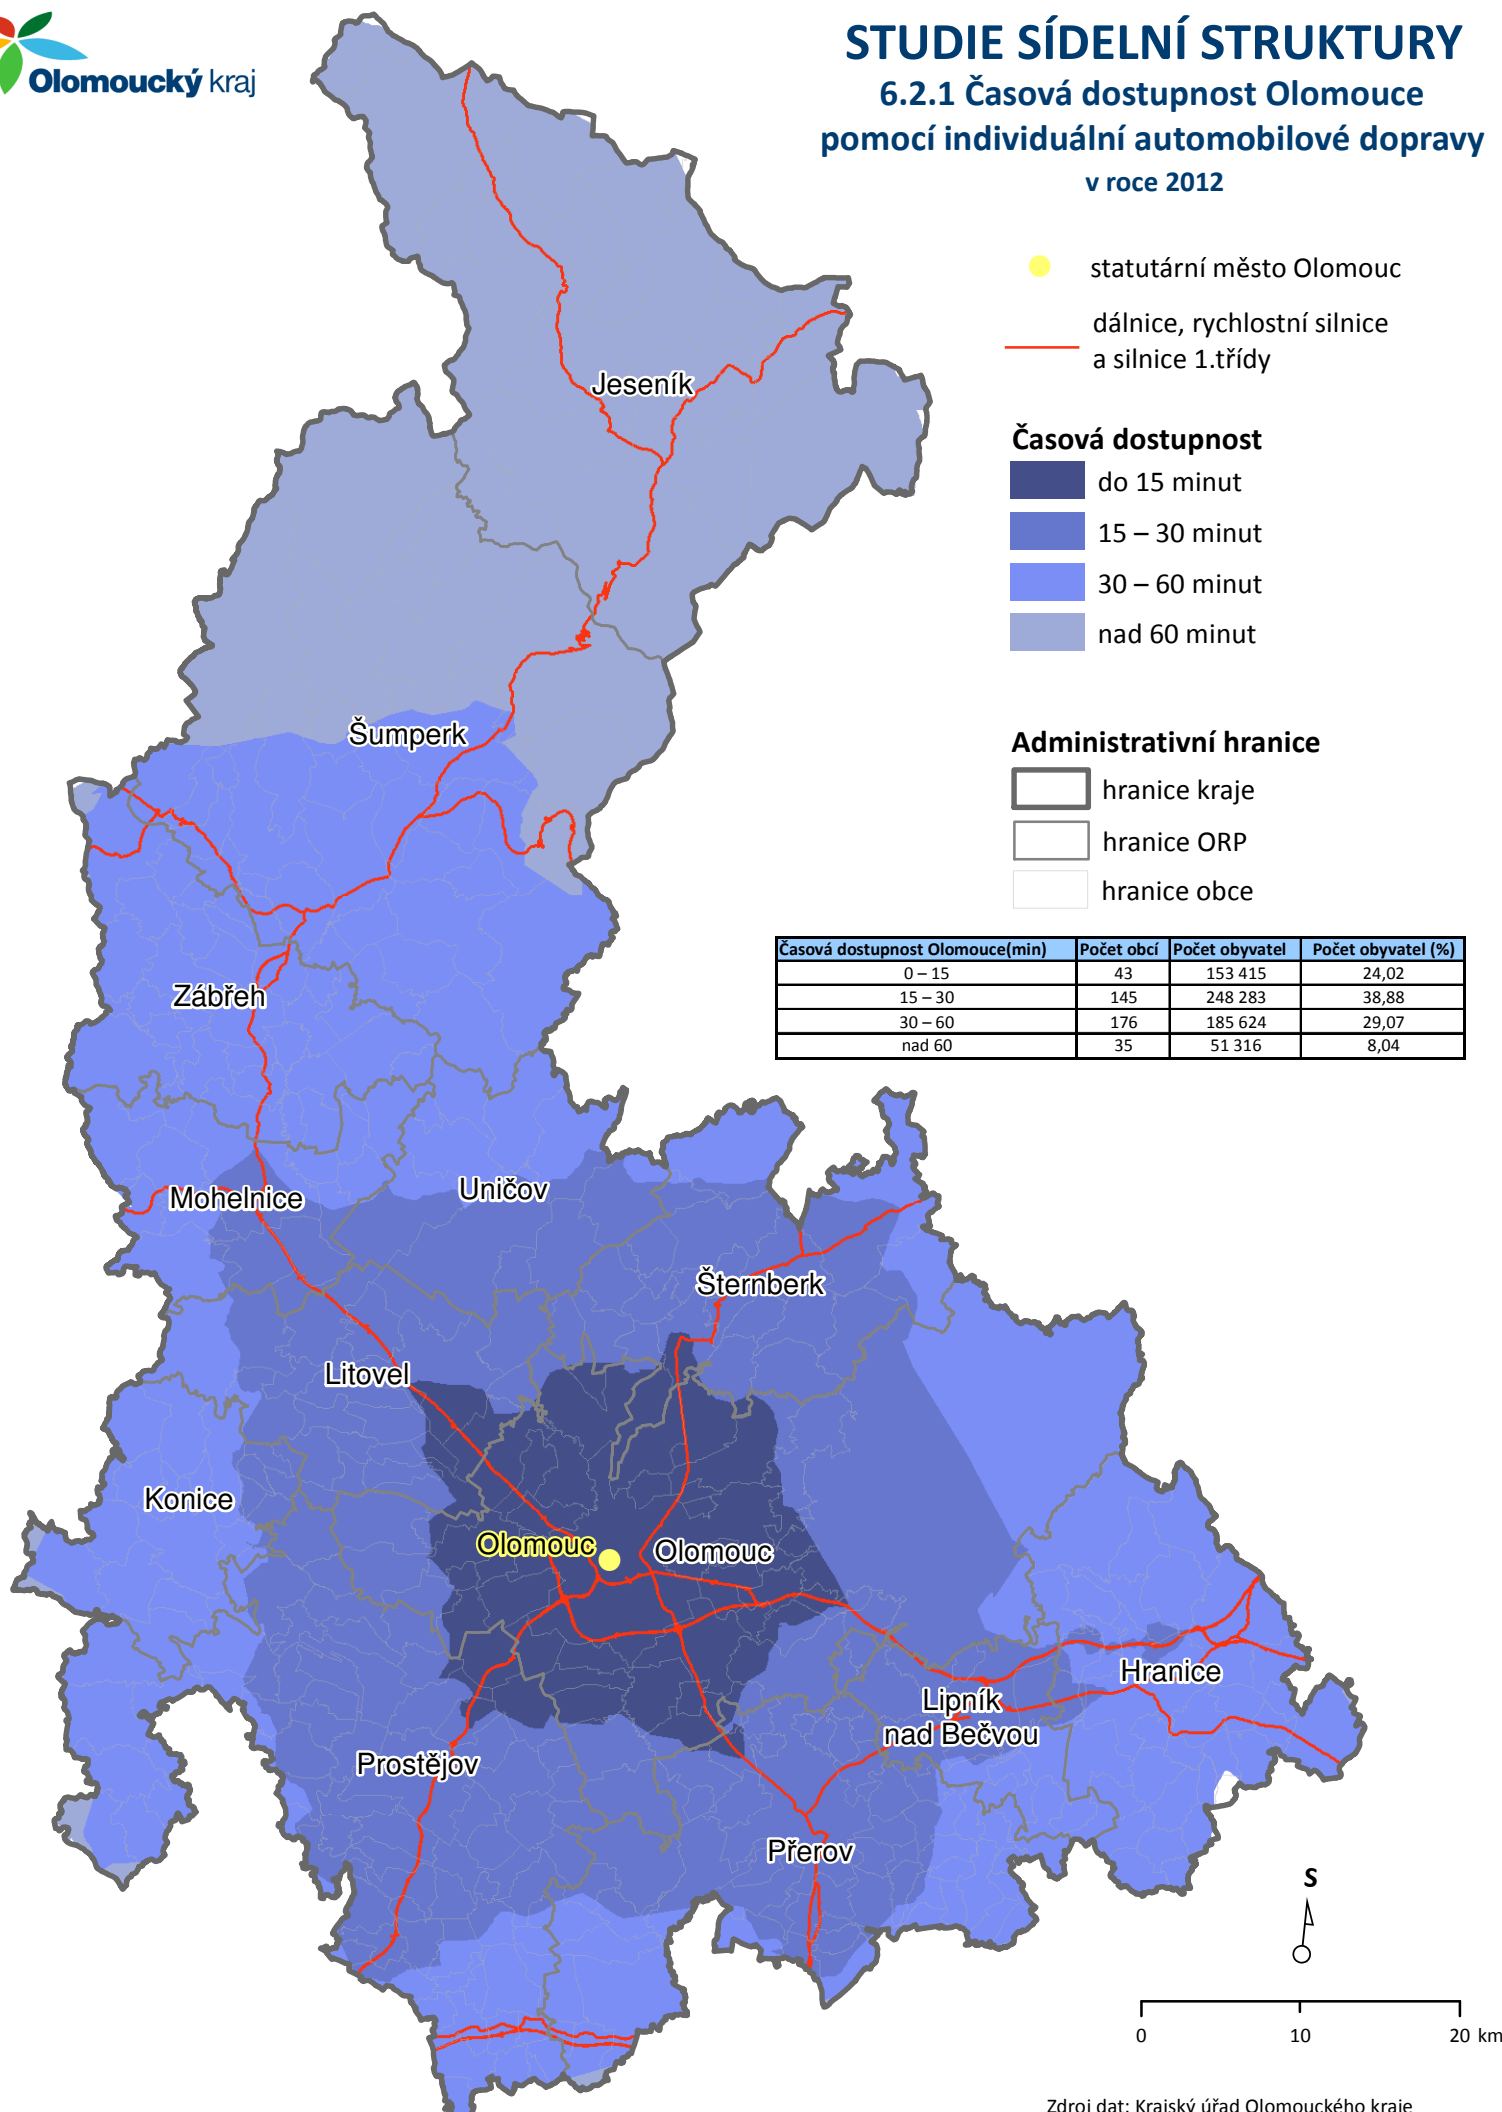 Olomoucký kraj
STUDIE SÍDELNÍ STRUKTURY
6.2.1 Časová dostupnost Olomouce
pomocí individuální automobilové dopravy
v roce 2012
statutární město Olomouc
dálnice, rychlostní silnice
a silnice 1.třídy
Časová dostupnost
do 15 minut
15 – 30 minut
30 – 60 minut
nad 60 minut
Administrativní hranice
hranice kraje
hranice ORP
hranice obce
Časová dostupnost Olomouce(min) Počet obcí Počet obyvatel Počet obyvatel (%)
0 – 15 43 153 415 24,02
15 – 30 145 248 283 38,88
30 – 60 176 185 624 29,07
nad 60 35 51 316 8,04
Jeseník
Šumperk
Zábřeh
Mohelnice
Uničov
Šternberk
Litovel
Konice
Olomouc
Olomouc
Hranice
Lipník
nad Bečvou
Prostějov
Přerov
S
0 10 20 km
Zdroj dat: Krajský úřad Olomouckého kraje